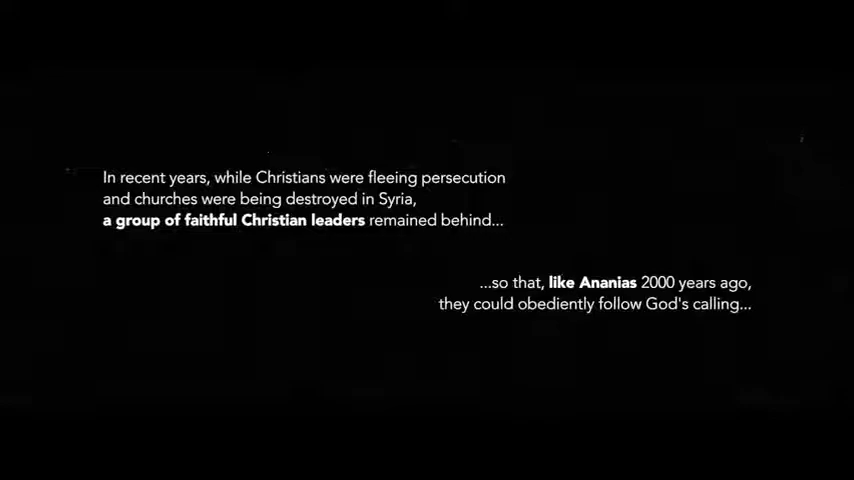 In recent years, while Christians were fleeing persecution
and churches were being destroyed in Syria,
a group of faithful Christian leaders remained behind...
...so that, like Ananias 2000 years ago,
they could obediently follow God's calling...